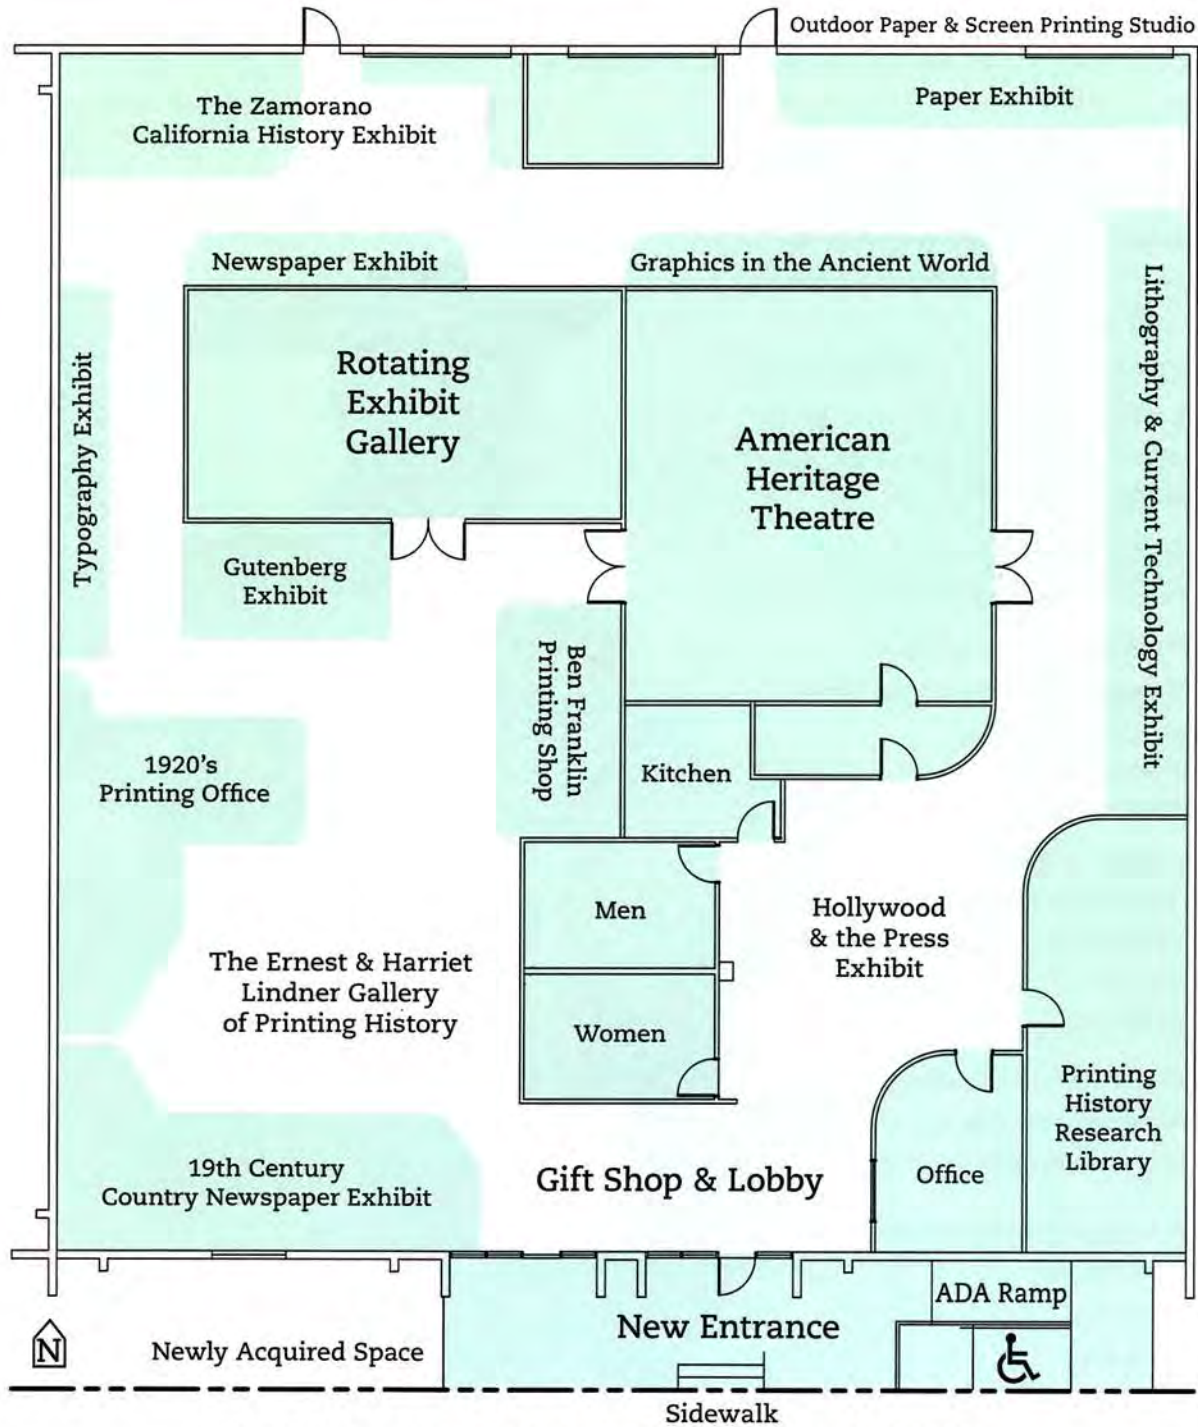 Outdoor Paper & Screen Printing Studio
The Zamorano
California History Exhibit
Paper Exhibit
Newspaper Exhibit
Graphics in the Ancient World
Rotating
Exhibit
Gallery
American
Heritage
Theatre
Typography Exhibit
Lithography & Current Technology Exhibit
Gutenberg
Exhibit
Ben Franklin
Printing Shop
1920's
Printing Office
Kitchen
Men
Hollywood
& the Press
Exhibit
The Ernest & Harriet
Lindner Gallery
of Printing History
Women
Printing
History
Research
Library
19th Century
Country Newspaper Exhibit
Gift Shop & Lobby
Office
ADA Ramp
New Entrance
N
Newly Acquired Space
Sidewalk